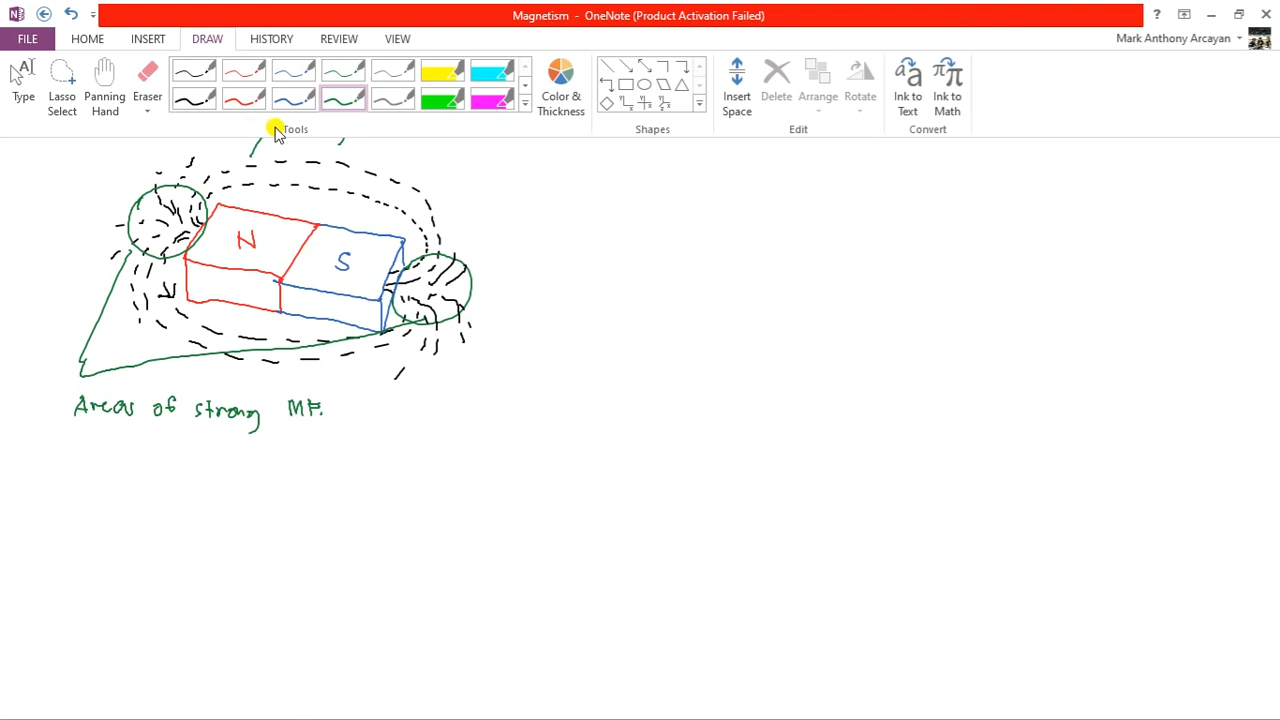 Magnetism - OneNote (Product Activation Failed)
?
FILE HOME INSERT DRAW HISTORY REVIEW VIEW
Mark Anthony Arcayan
Type
Lasso Select
Panning Hand
Eraser
Color & Thickness
Insert Space
Delete
Arrange
Rotate
Ink to Text
Ink to Math
Tools
Shapes
Edit
Convert
N
S
Areas of strong MF.